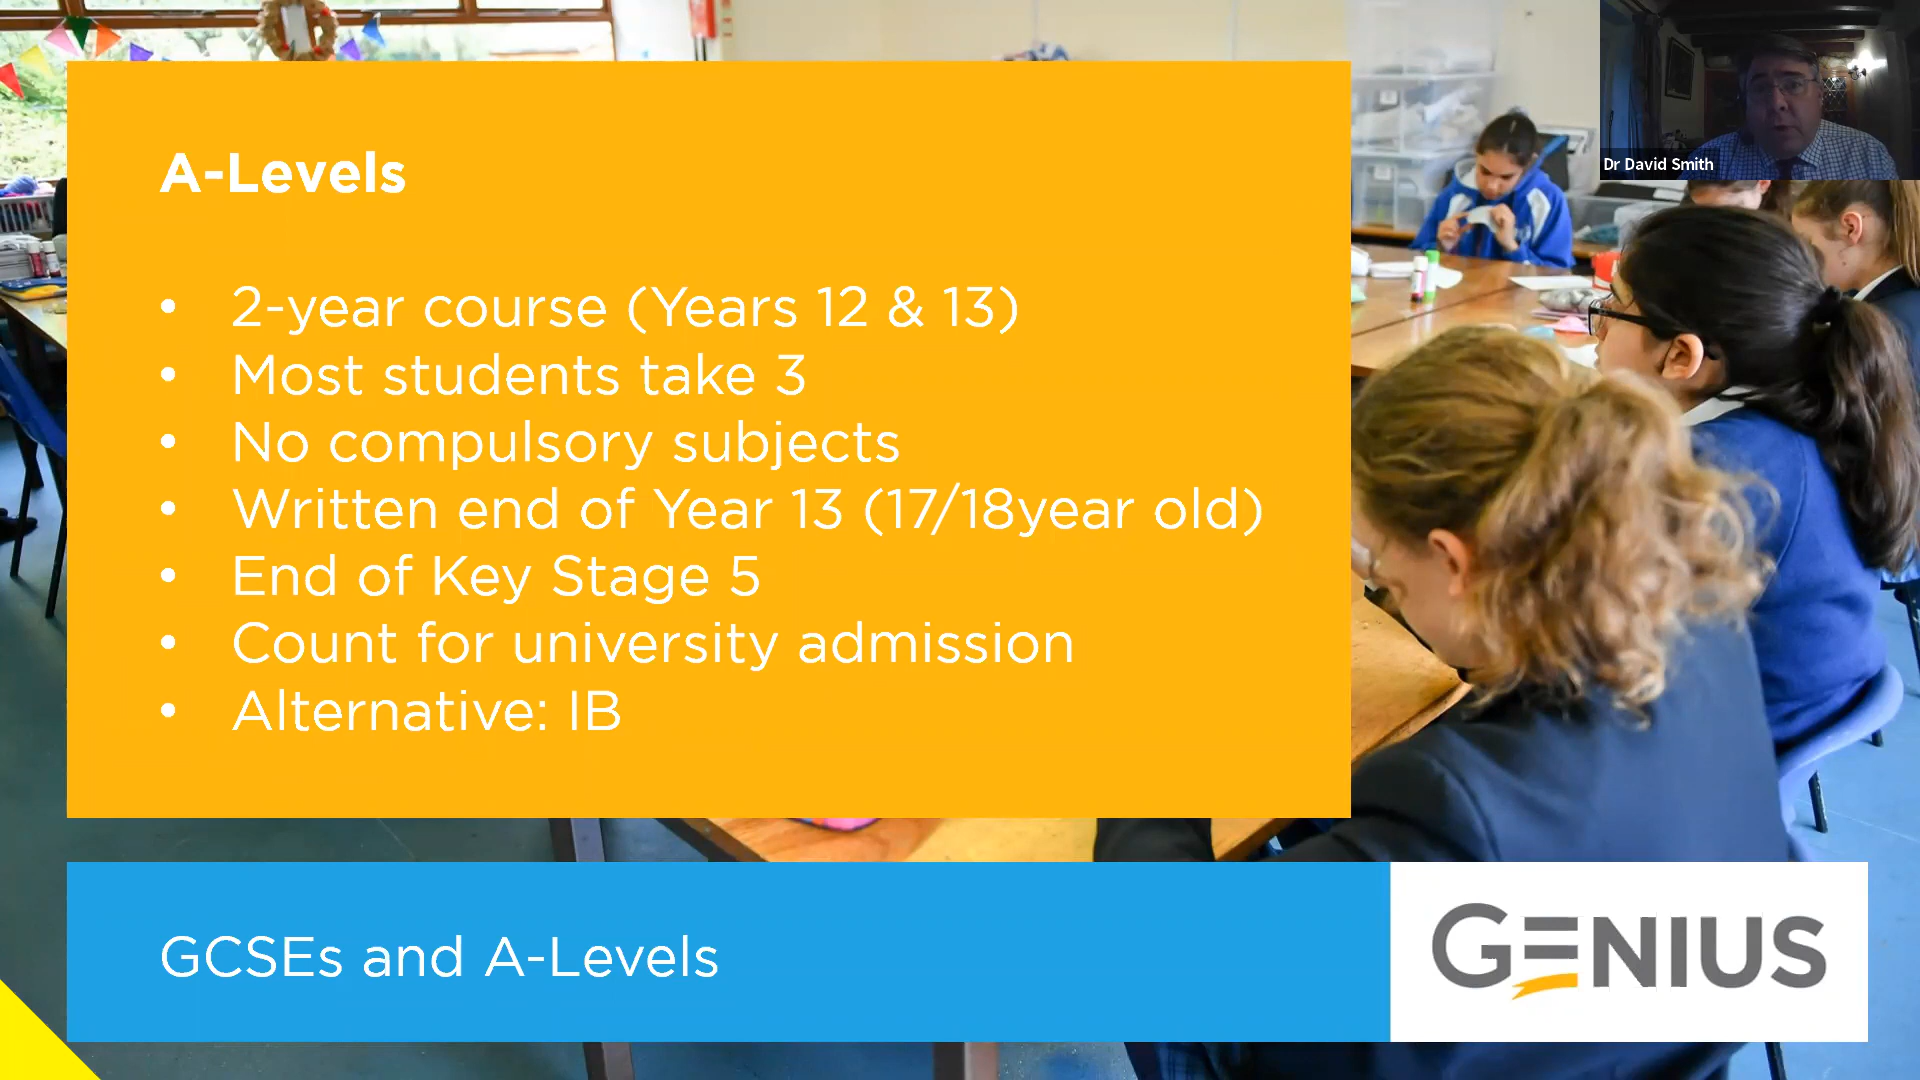 A-Levels
• 2-year course (Years 12 & 13)
• Most students take 3
• No compulsory subjects
• Written end of Year 13 (17/18year old)
• End of Key Stage 5
• Count for university admission
• Alternative: IB
GCSEs and A-Levels
GENIUS
Dr David Smith